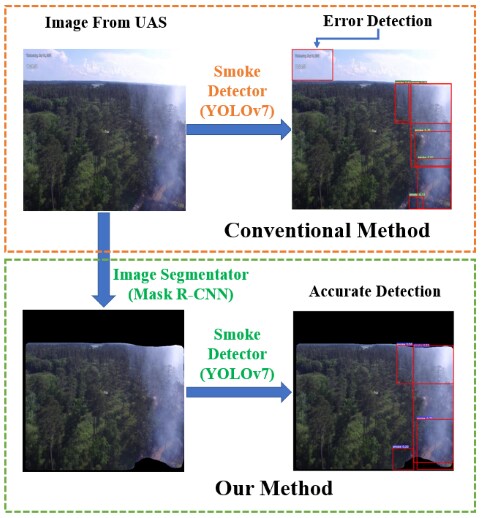 Image From UAS
Error Detection
Smoke
Detector
(YOLOv7)
Conventional Method
Image Segmentator
(Mask R-CNN)
Accurate Detection
Smoke
Detector
(YOLOv7)
Our Method